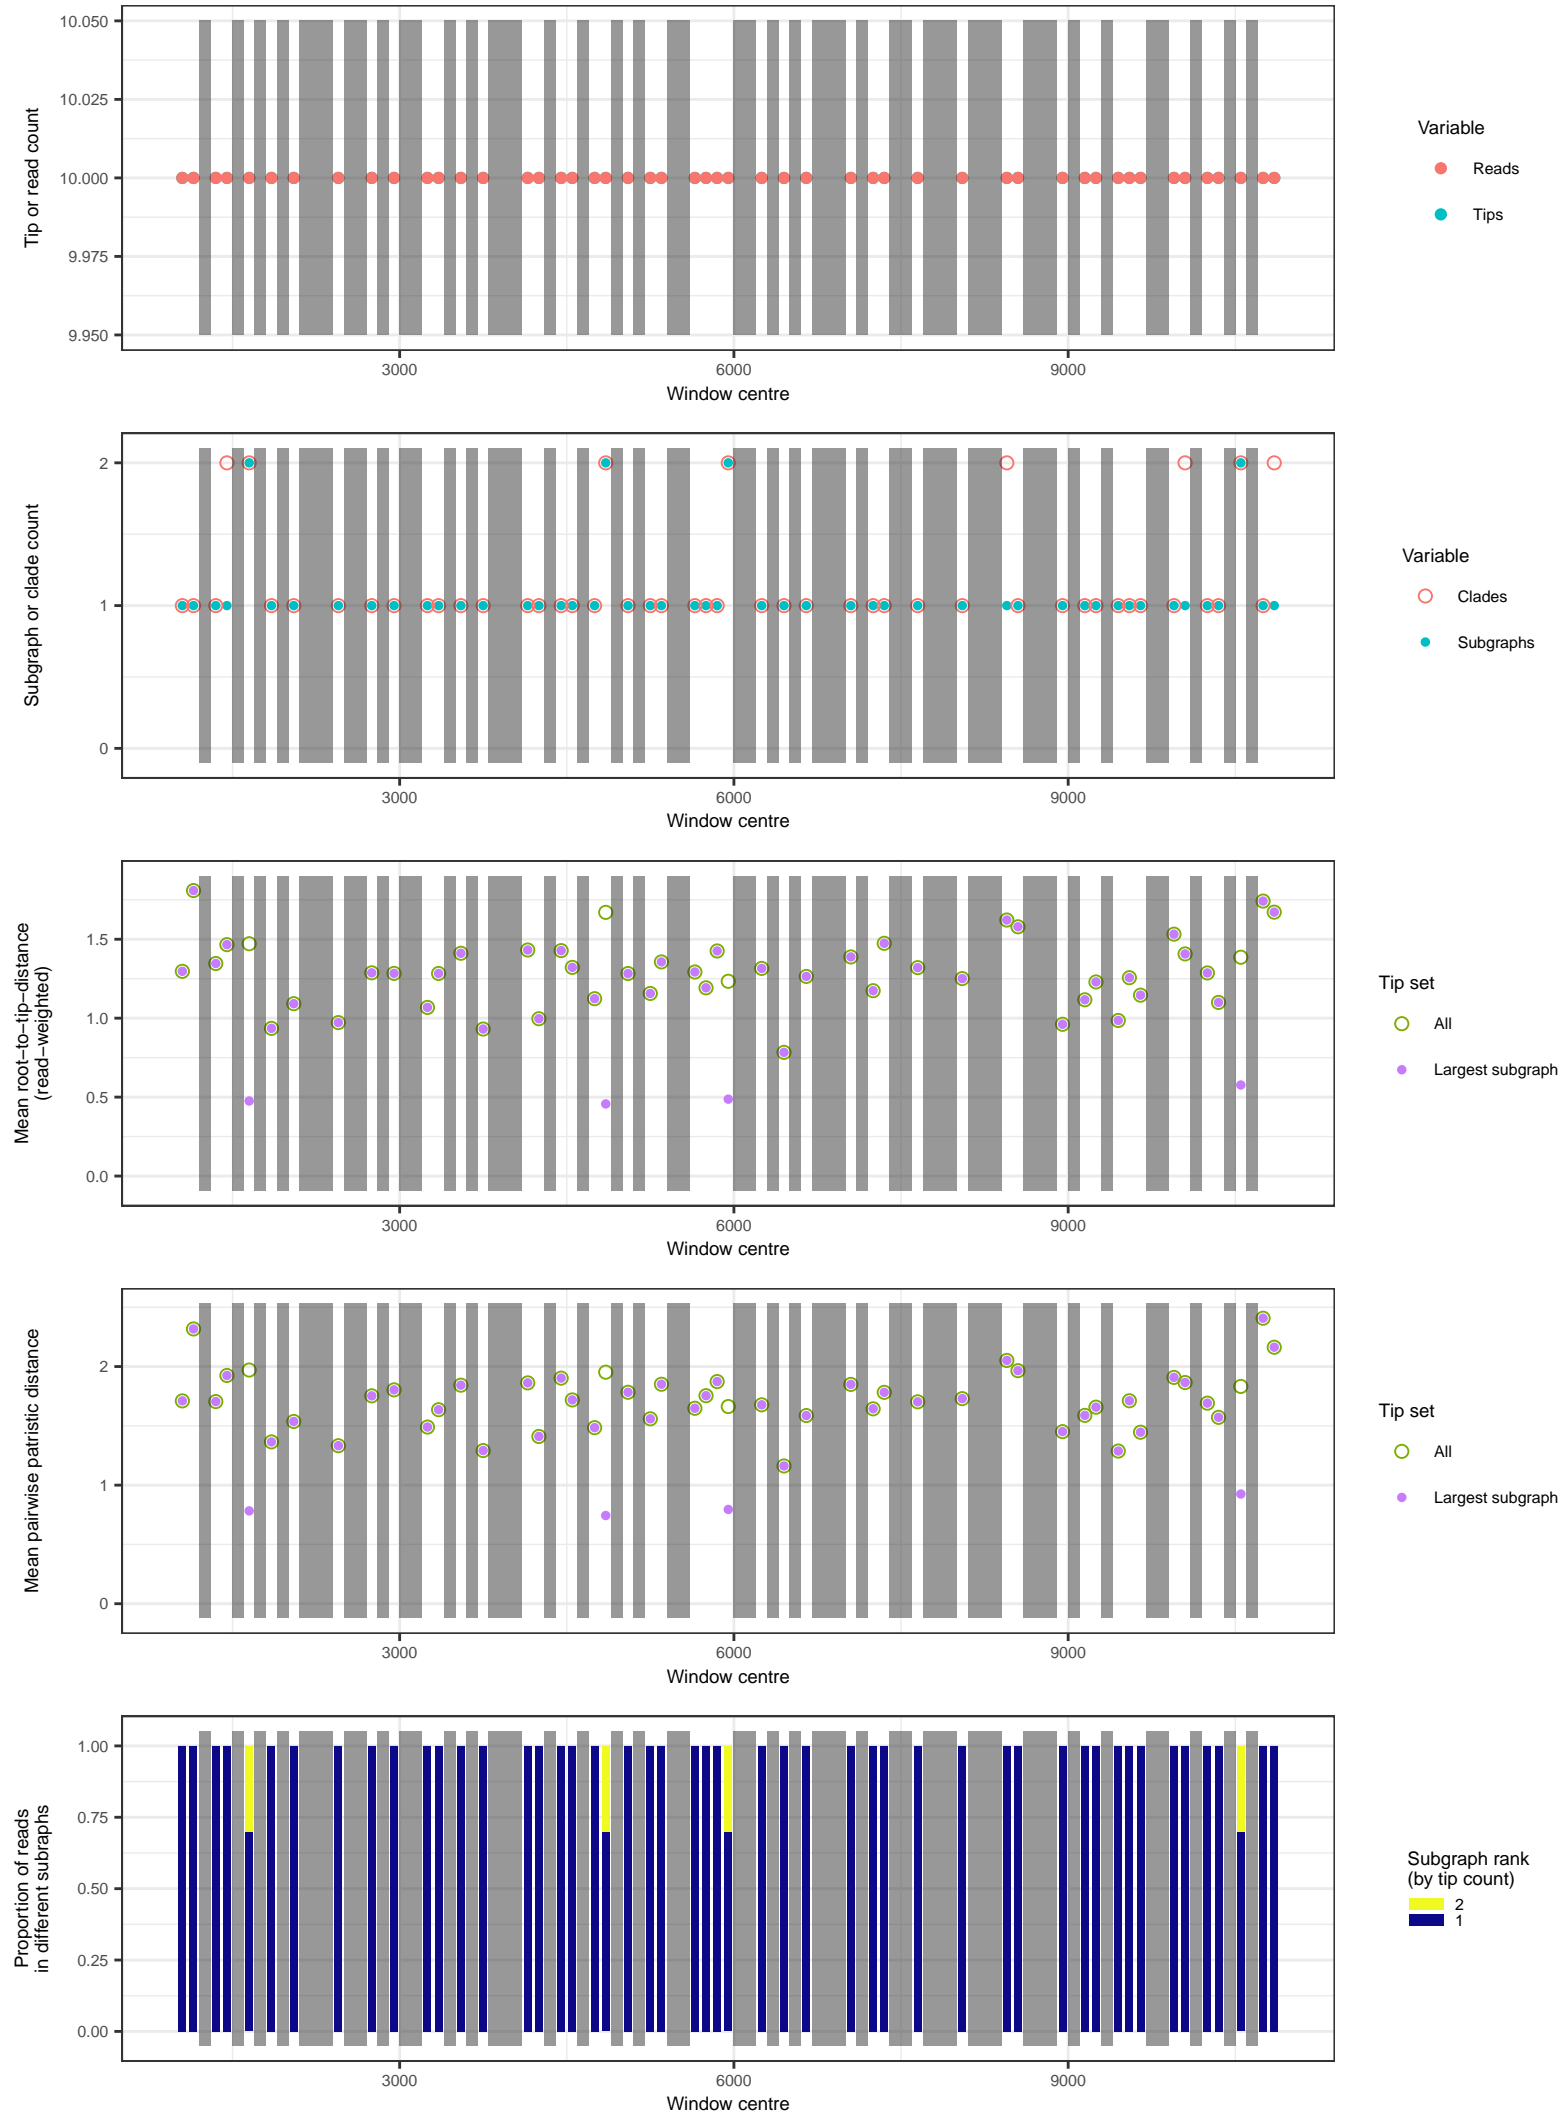 10.050
10.025
10.000
9.975
9.950
Tip or read count
3000 6000 9000
Window centre
Variable
Reads
Tips
2
1
0
Subgraph or clade count
3000 6000 9000
Window centre
Variable
Clades
Subgraphs
1.5
1.0
0.5
0.0
Mean root−to−tip−distance
(read−weighted)
3000 6000 9000
Window centre
Tip set
All
Largest subgraph
2
1
0
Mean pairwise patristic distance
3000 6000 9000
Window centre
Tip set
All
Largest subgraph
1.00
0.75
0.50
0.25
0.00
Proportion of reads
in different subraphs
3000 6000 9000
Window centre
Subgraph rank
(by tip count)
2
1